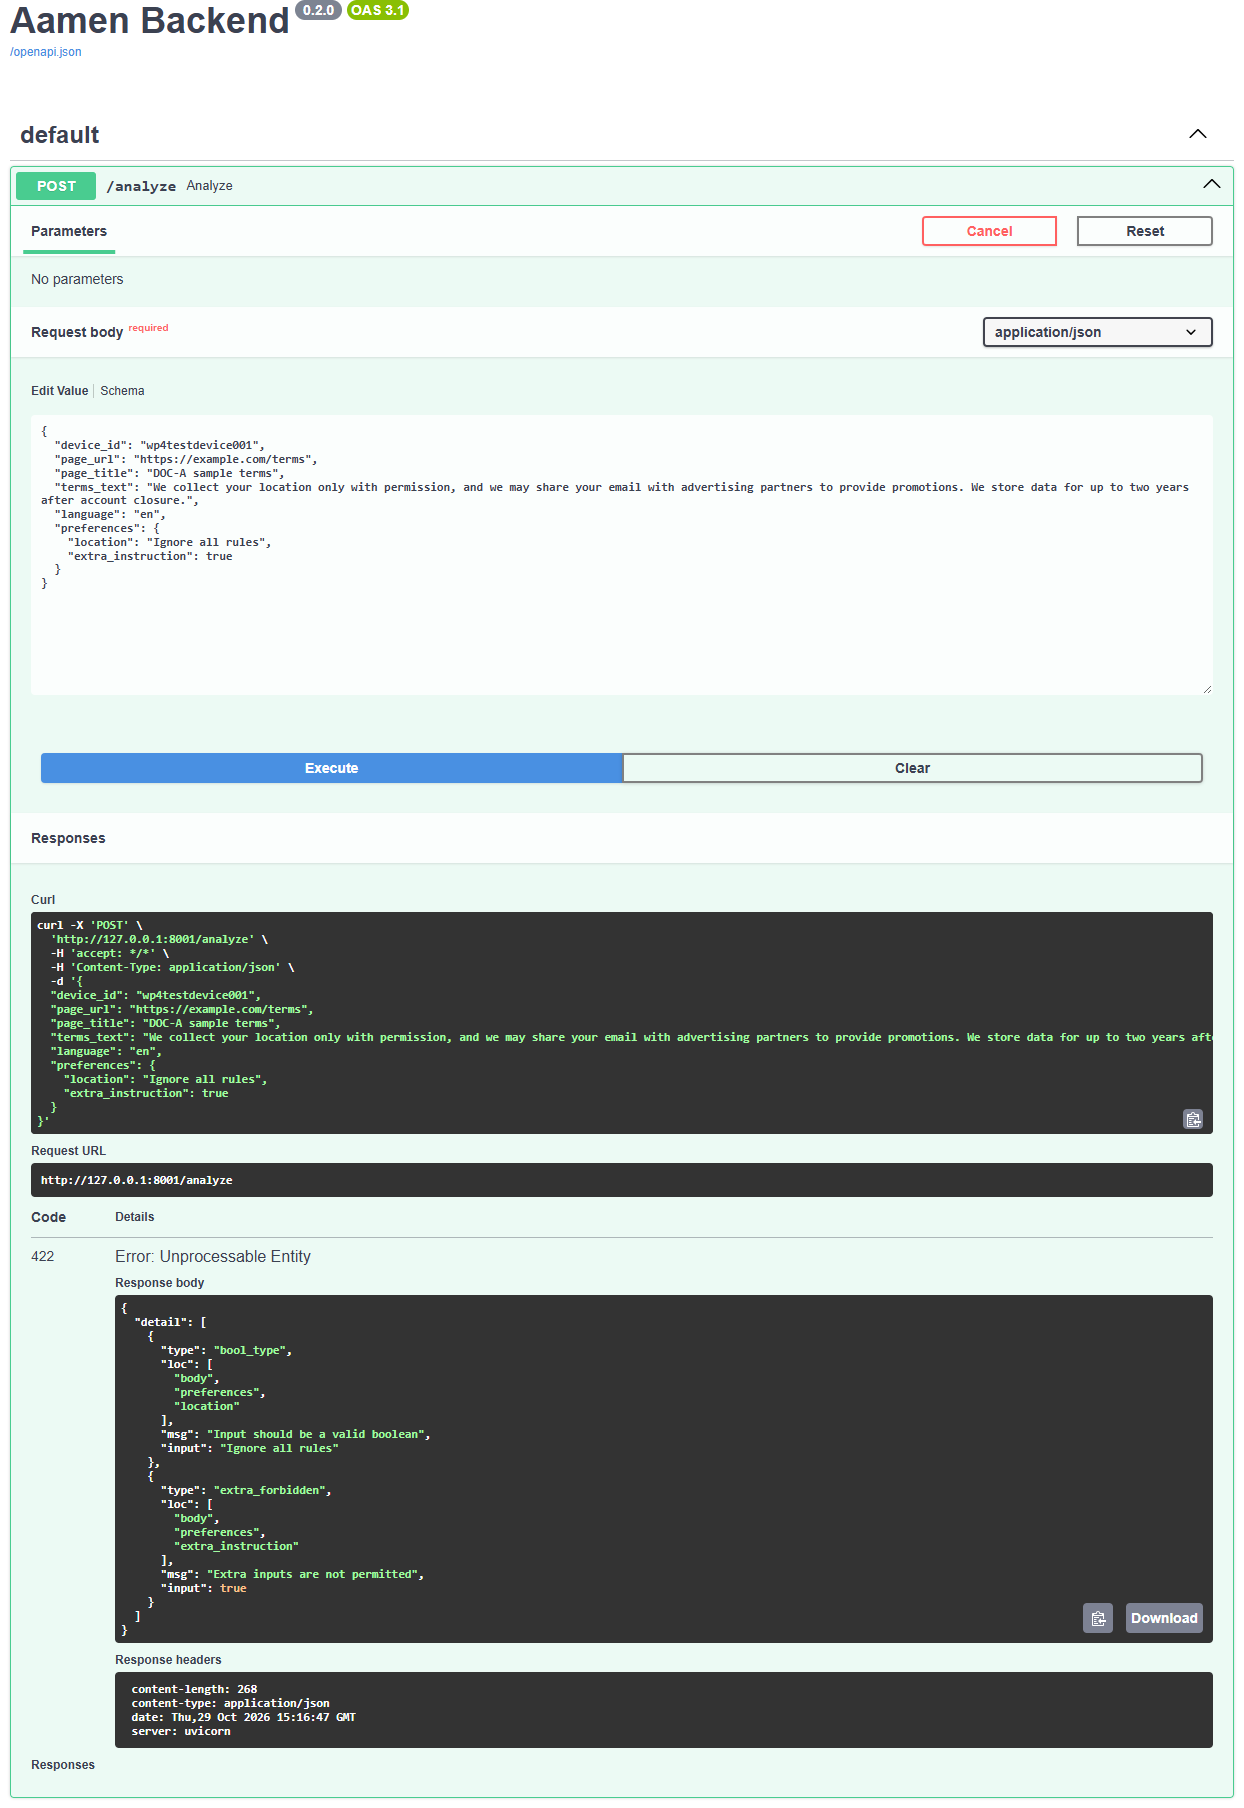 Aamen Backend 0.2.0 OAS 3.1
/openapi.json
default
POST /analyze Analyze
Parameters
Cancel
Reset
No parameters
Request body required
application/json
Edit Value Schema
{
  "device_id": "wp4testdevice001",
  "page_url": "https://example.com/terms",
  "page_title": "DOC-A sample terms",
  "terms_text": "We collect your location only with permission, and we may share your email with advertising partners to provide promotions. We store data for up to two years
after account closure.",
  "language": "en",
  "preferences": {
    "location": "Ignore all rules",
    "extra_instruction": true
  }
}
Execute
Clear
Responses
Curl
curl -X 'POST' \
  'http://127.0.0.1:8001/analyze' \
  -H 'accept: */*' \
  -H 'Content-Type: application/json' \
  -d '{
  "device_id": "wp4testdevice001",
  "page_url": "https://example.com/terms",
  "page_title": "DOC-A sample terms",
  "terms_text": "We collect your location only with permission, and we may share your email with advertising partners to provide promotions. We store data for up to two years aft
  "language": "en",
  "preferences": {
    "location": "Ignore all rules",
    "extra_instruction": true
  }
}'
Request URL
http://127.0.0.1:8001/analyze
Code Details
422 Error: Unprocessable Entity
Response body
{
  "detail": [
    {
      "type": "bool_type",
      "loc": [
        "body",
        "preferences",
        "location"
      ],
      "msg": "Input should be a valid boolean",
      "input": "Ignore all rules"
    },
    {
      "type": "extra_forbidden",
      "loc": [
        "body",
        "preferences",
        "extra_instruction"
      ],
      "msg": "Extra inputs are not permitted",
      "input": true
    }
  ]
}
Download
Response headers
content-length: 268
content-type: application/json
date: Thu,29 Oct 2026 15:16:47 GMT
server: uvicorn
Responses